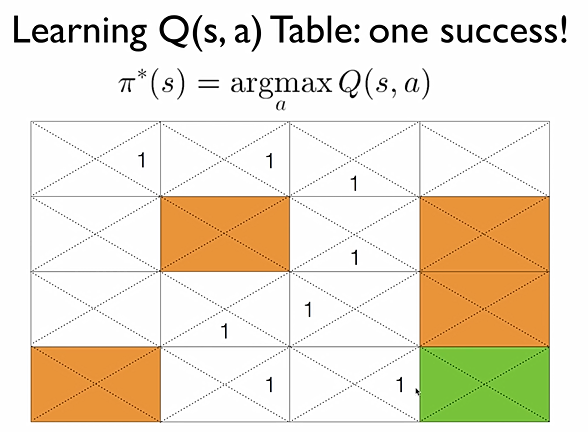 Learning Q(s, a) Table: one success!
π*(s) = argmax Q(s, a)
a
1 1
1
1
1
1
1 1